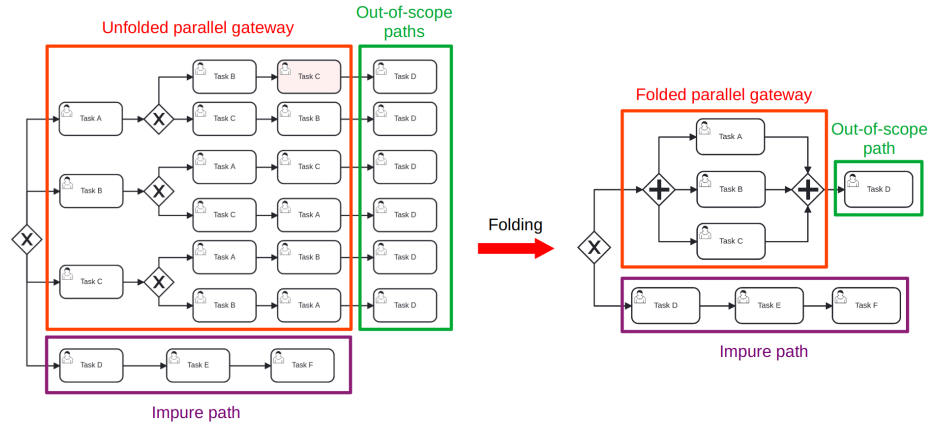 Unfolded parallel gateway
Out-of-scope
paths
Task B
Task C
Task D
Task A
X
Task C
Task B
Task D
Task A
Task C
Task D
Task B
X
Task C
Task A
Task D
X
Task A
Task B
Task D
Task C
X
Task B
Task A
Task D
Task D
Task E
Task F
Impure path
Folding
Folded parallel gateway
Out-of-scope
path
Task A
Task B
Task D
Task C
X
Task D
Task E
Task F
Impure path